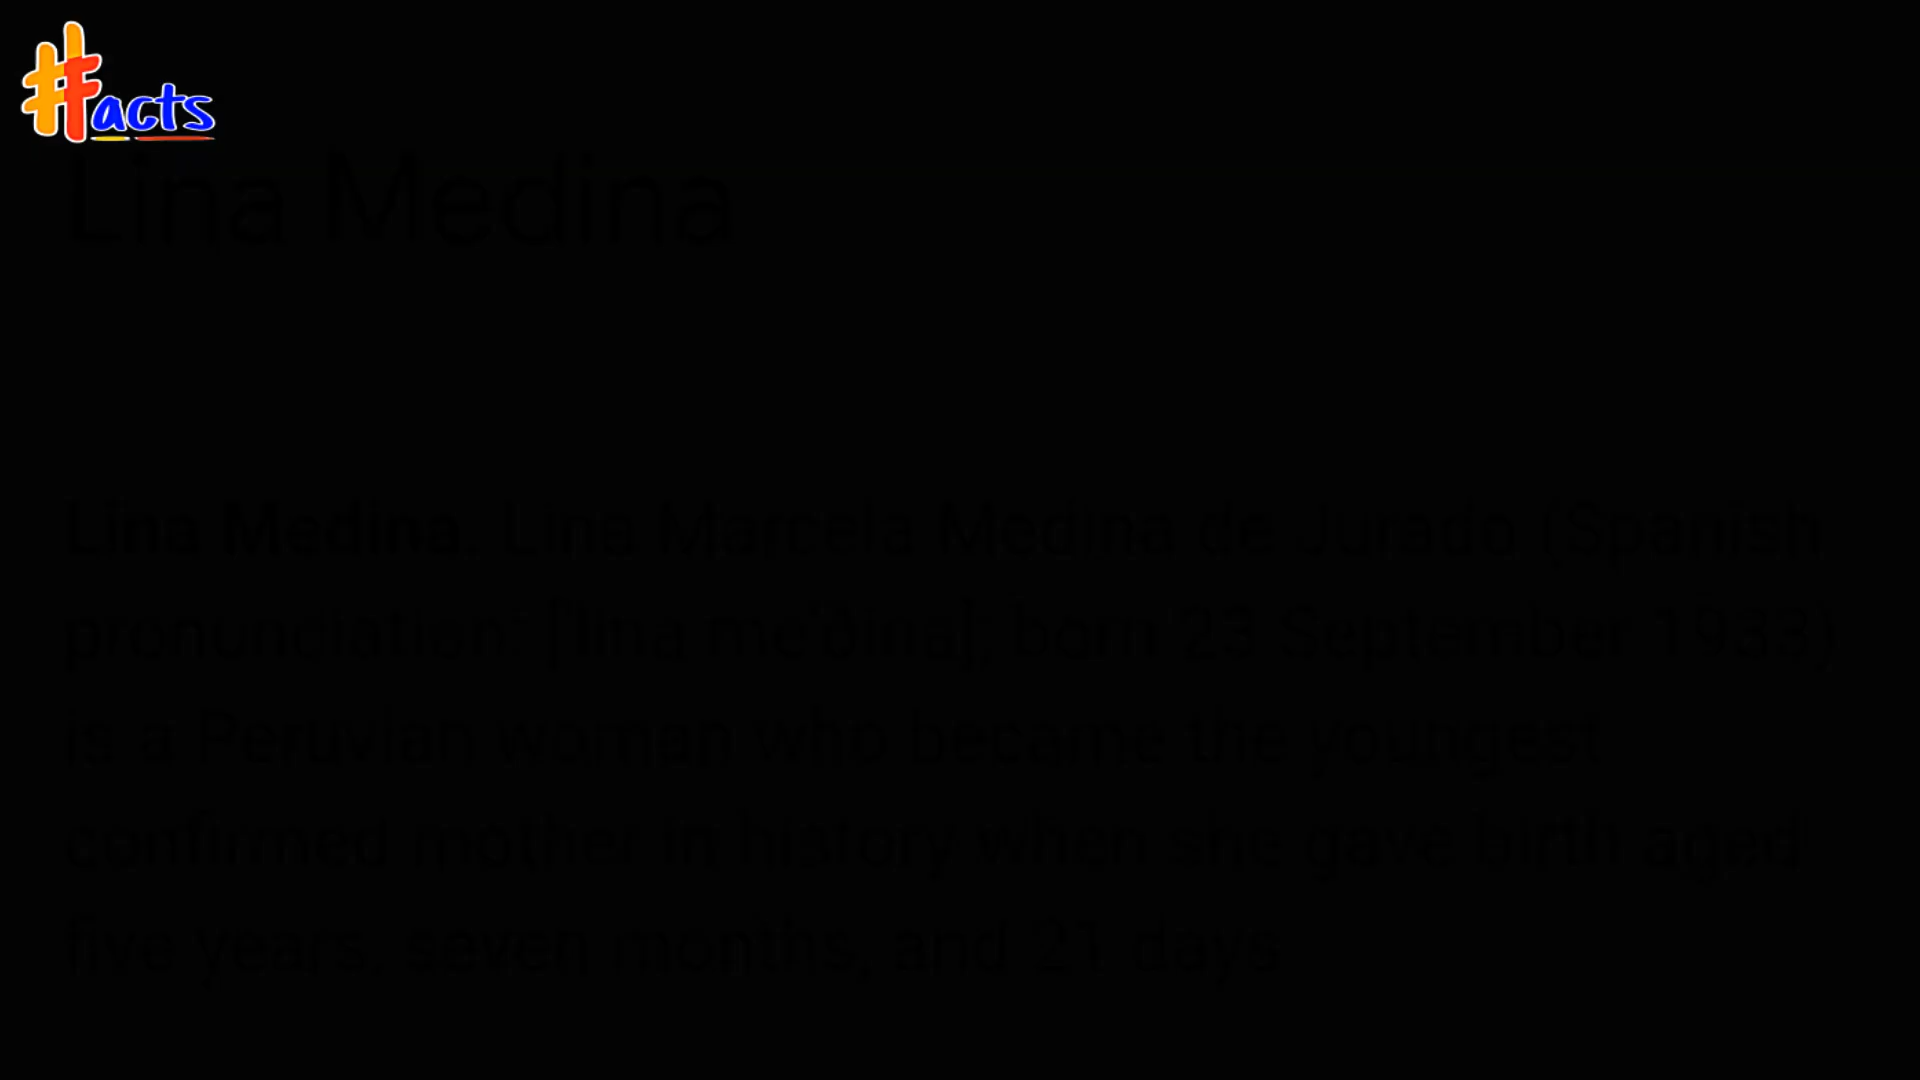 #Facts
Lina Medina
Lina Medina. Lina Marcela Medina de Jurado (Spanish
pronunciation: [ˈlina meˈðina]; born 23 September 1933)
is a Peruvian woman who became the youngest
confirmed mother in history when she gave birth aged
five years, seven months, and 21 days